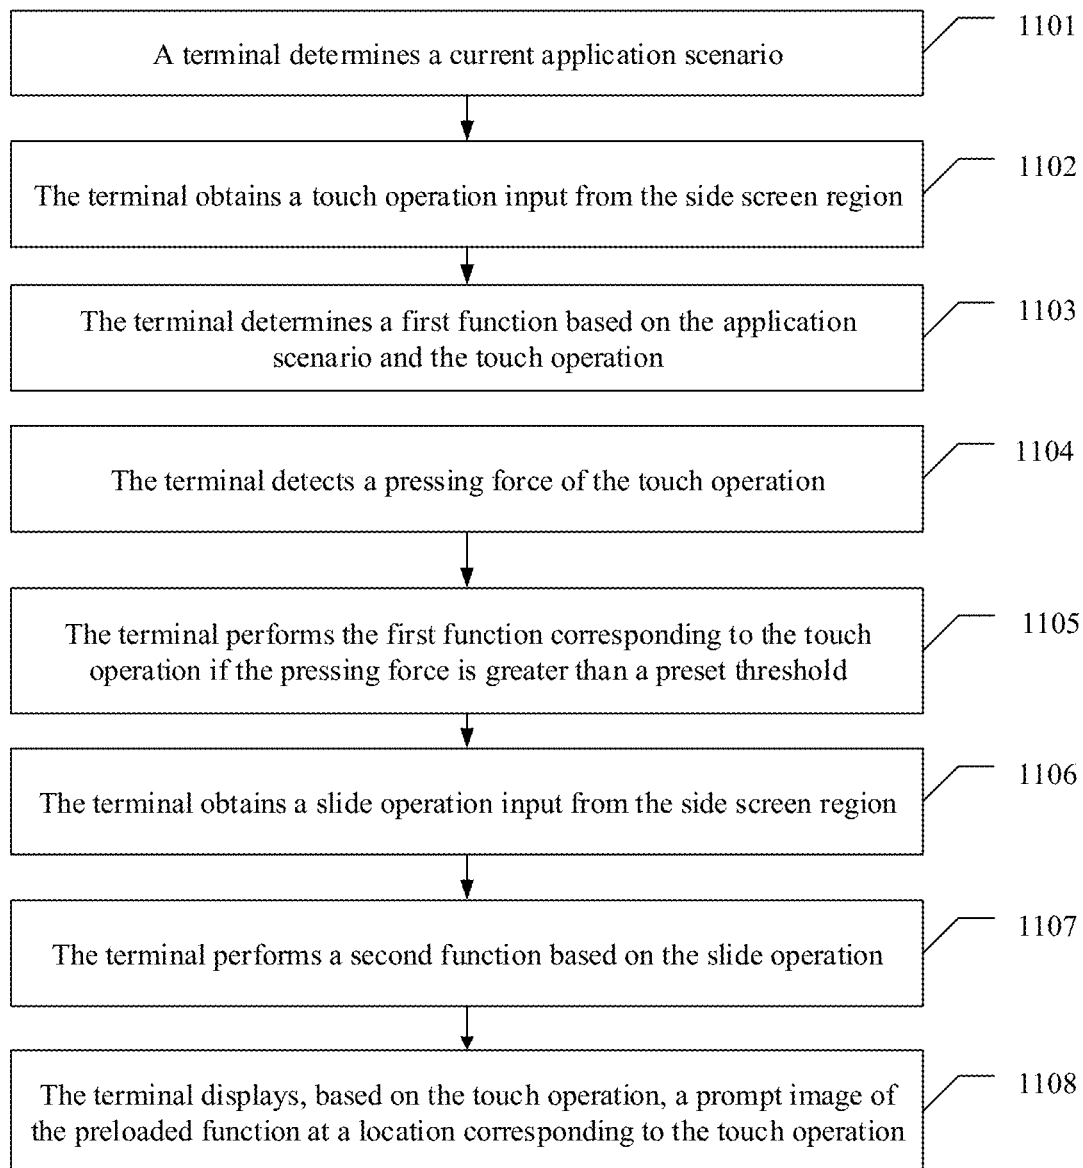 1101
A terminal determines a current application scenario
1102
The terminal obtains a touch operation input from the side screen region
1103
The terminal determines a first function based on the application
scenario and the touch operation
1104
The terminal detects a pressing force of the touch operation
1105
The terminal performs the first function corresponding to the touch
operation if the pressing force is greater than a preset threshold
1106
The terminal obtains a slide operation input from the side screen region
1107
The terminal performs a second function based on the slide operation
1108
The terminal displays, based on the touch operation, a prompt image of
the preloaded function at a location corresponding to the touch operation